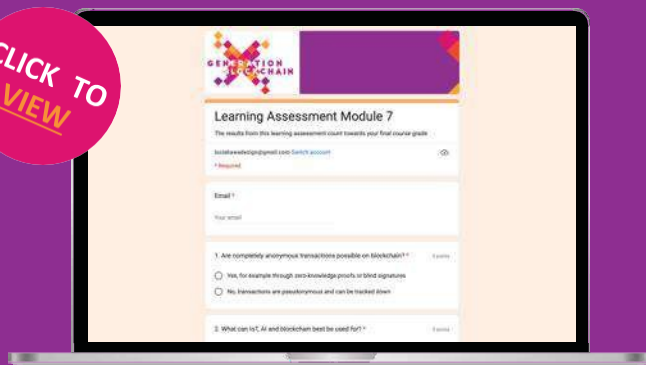 CLICK TO
VIEW
GENERATION
BLOCKCHAIN
Learning Assessment Module 7
The results from this learning assessment count towards your final course grade
Switch account
* Required
Email *
Your email
1. Are completely anonymous transactions possible on blockchain? *
Yes, for example through zero-knowledge proofs or blind signatures
No, transactions are pseudonymous and can be tracked down
2. What can IoT, AI and blockchain best be used for? *